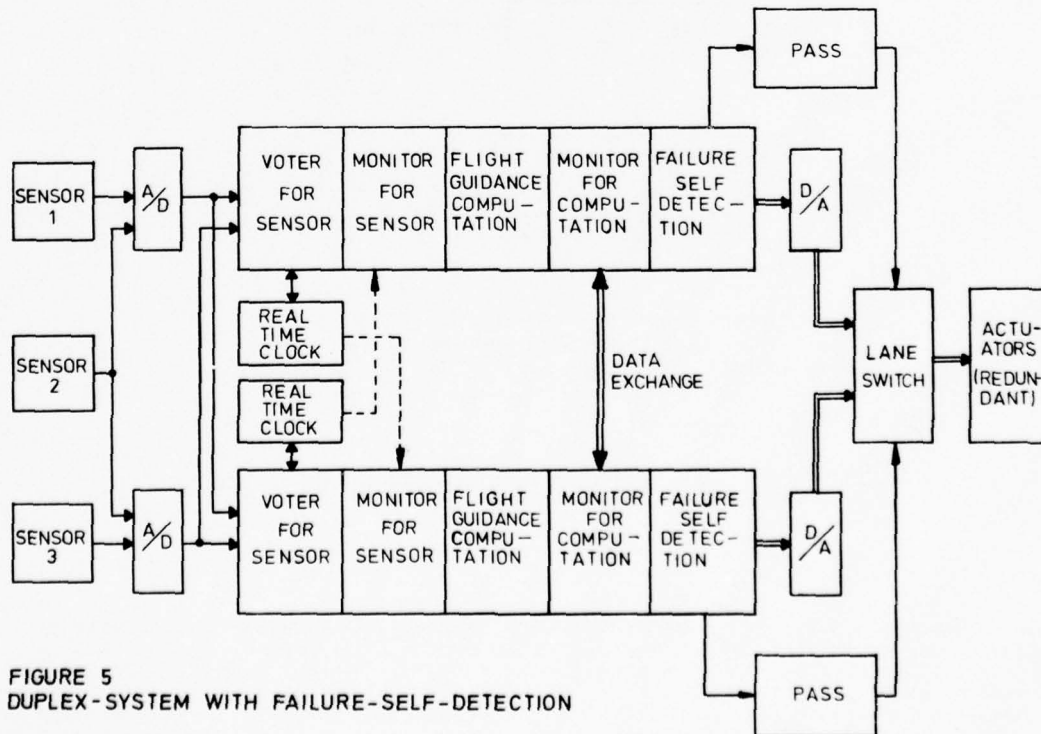 PASS
VOTER
FOR
SENSOR
MONITOR
FOR
SENSOR
FLIGHT
GUIDANCE
COMPU-
TATION
MONITOR
FOR
COMPU-
TATION
FAILURE
SELF
DETEC-
TION
SENSOR
1
A/D
D/A
SENSOR
2
REAL
TIME
CLOCK
REAL
TIME
CLOCK
DATA
EXCHANGE
LANE
SWITCH
ACTU-
ATORS
(REDUN-
DANT)
SENSOR
3
A/D
VOTER
FOR
SENSOR
MONITOR
FOR
SENSOR
FLIGHT
GUIDANCE
COMPU-
TATION
MONITOR
FOR
COMPU-
TATION
FAILURE
SELF
DETEC-
TION
D/A
PASS
FIGURE 5
DUPLEX-SYSTEM WITH FAILURE-SELF-DETECTION